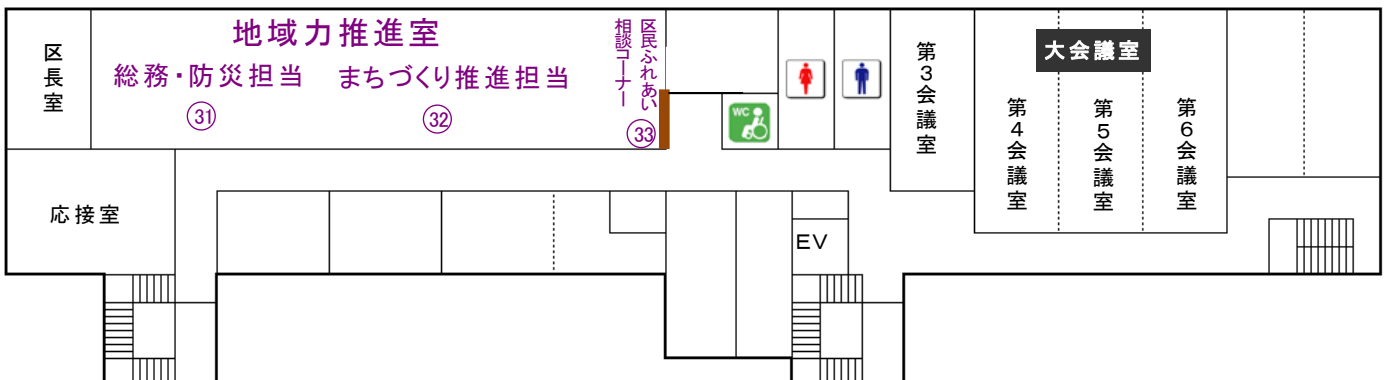 区長室
地域力推進室
総務・防災担当
㉛
まちづくり推進担当
㉜
区民ふれあい
相談コーナー
㉝
WC
第３会議室
大会議室
第４会議室
第５会議室
第６会議室
応接室
ＥＶ